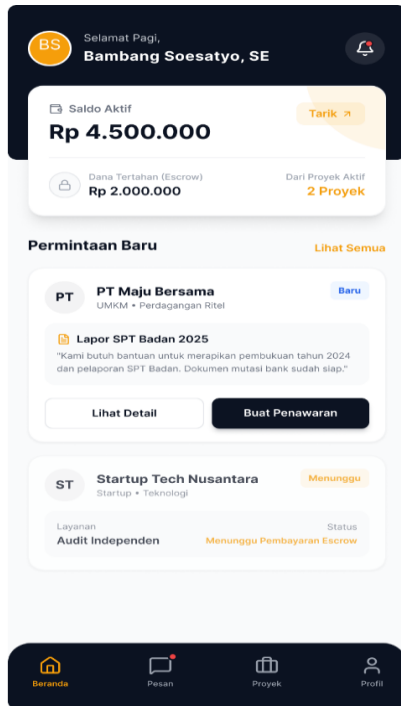 BS
Selamat Pagi,
Bambang Soesatyo, SE
Saldo Aktif
Tarik
Rp 4.500.000
Dana Tertahan (Escrow)
Dari Proyek Aktif
Rp 2.000.000
2 Proyek
Permintaan Baru
Lihat Semua
PT
PT Maju Bersama
Baru
UMKM • Perdagangan Ritel
Lapor SPT Badan 2025
"Kami butuh bantuan untuk merapikan pembukuan tahun 2024
dan pelaporan SPT Badan. Dokumen mutasi bank sudah siap."
Lihat Detail
Buat Penawaran
ST
Startup Tech Nusantara
Menunggu
Startup • Teknologi
Layanan
Status
Audit Independen
Menunggu Pembayaran Escrow
Beranda
Pesan
Proyek
Profil